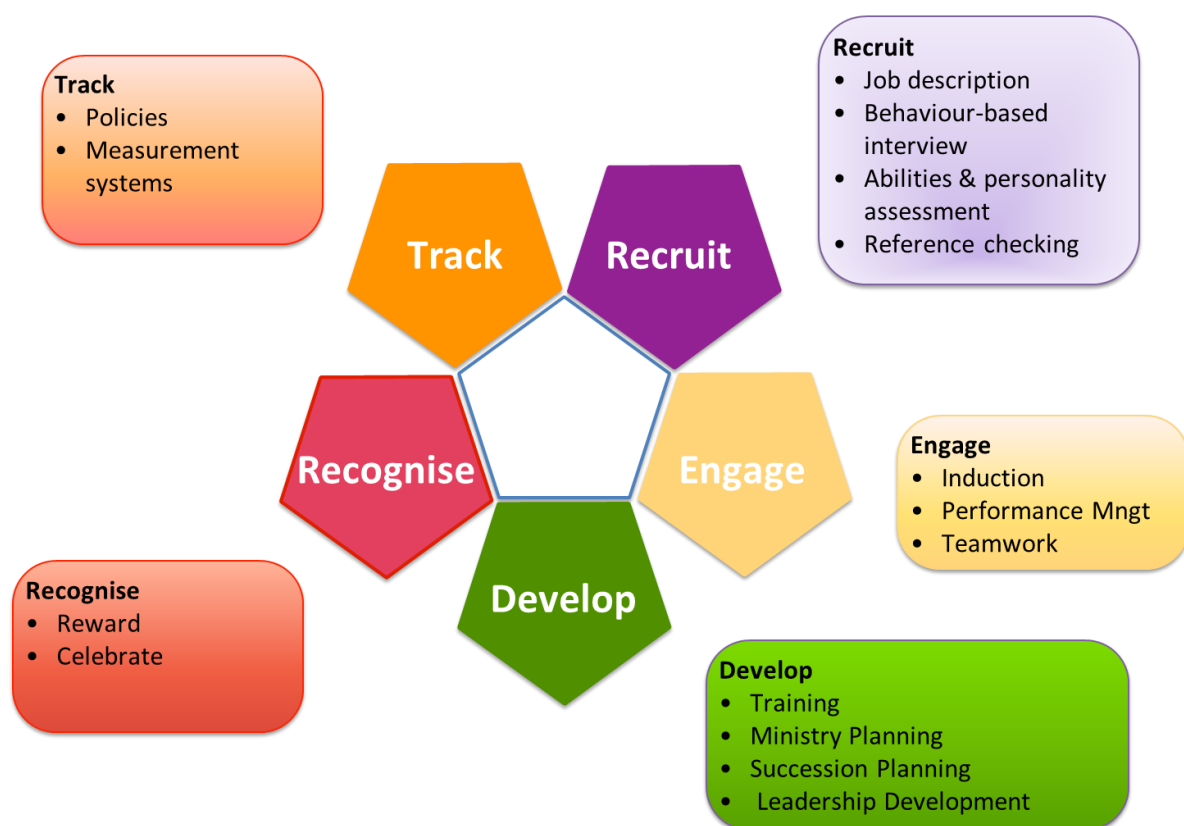 Track
• Policies
• Measurement
systems
Recruit
• Job description
• Behaviour-based
interview
• Abilities & personality
assessment
• Reference checking
Track
Recruit
Recognise
Engage
Develop
Engage
• Induction
• Performance Mngt
• Teamwork
Recognise
• Reward
• Celebrate
Develop
• Training
• Ministry Planning
• Succession Planning
• Leadership Development